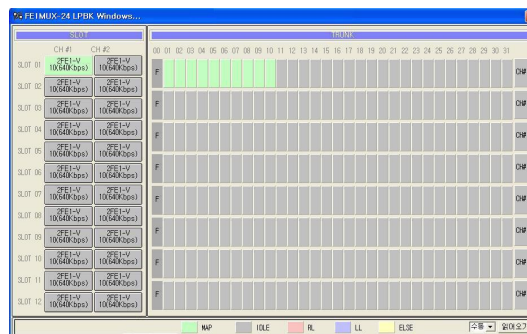 FE1MUX-24 LPBK Windows...
SLOT
TRUNK
CH #1 CH #2
00 01 02 03 04 05 06 07 08 09 10 11 12 13 14 15 16 17 18 19 20 21 22 23 24 25 26 27 28 29 30 31
SLOT 01 2FE1-V 10(640Kbps) 2FE1-V 10(640Kbps) F CH#
SLOT 02 2FE1-V 10(640Kbps) 2FE1-V 10(640Kbps)
SLOT 03 2FE1-V 10(640Kbps) 2FE1-V 10(640Kbps) F CH#
SLOT 04 2FE1-V 10(640Kbps) 2FE1-V 10(640Kbps) F CH#
SLOT 05 2FE1-V 10(640Kbps) 2FE1-V 10(640Kbps) F CH#
SLOT 06 2FE1-V 10(640Kbps) 2FE1-V 10(640Kbps)
SLOT 07 2FE1-V 10(640Kbps) 2FE1-V 10(640Kbps) F CH#
SLOT 08 2FE1-V 10(640Kbps) 2FE1-V 10(640Kbps) F CH#
SLOT 09 2FE1-V 10(640Kbps) 2FE1-V 10(640Kbps)
SLOT 10 2FE1-V 10(640Kbps) 2FE1-V 10(640Kbps) F CH#
SLOT 11 2FE1-V 10(640Kbps) 2FE1-V 10(640Kbps)
SLOT 12 2FE1-V 10(640Kbps) 2FE1-V 10(640Kbps) F CH#
MAP IDLE RL LL ELSE 수동 읽어오기